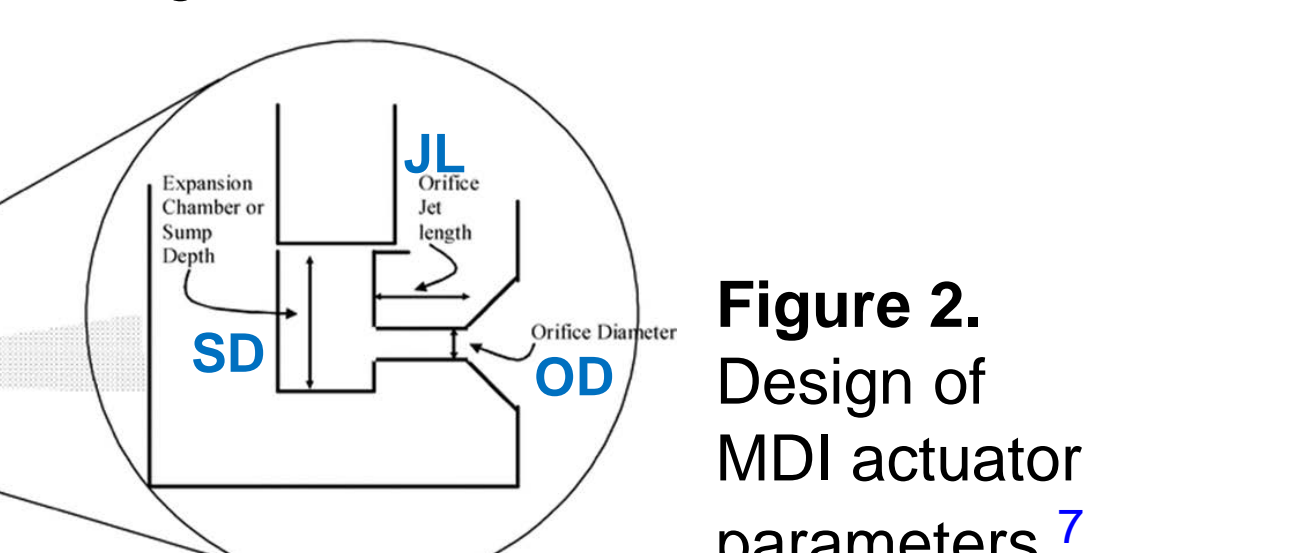 JL
Expansion
Chamber or
Sump
Depth
Orifice
Jet
length
SD
Orifice Diameter
OD
Figure 2.
Design of
MDI actuator
parameters.7